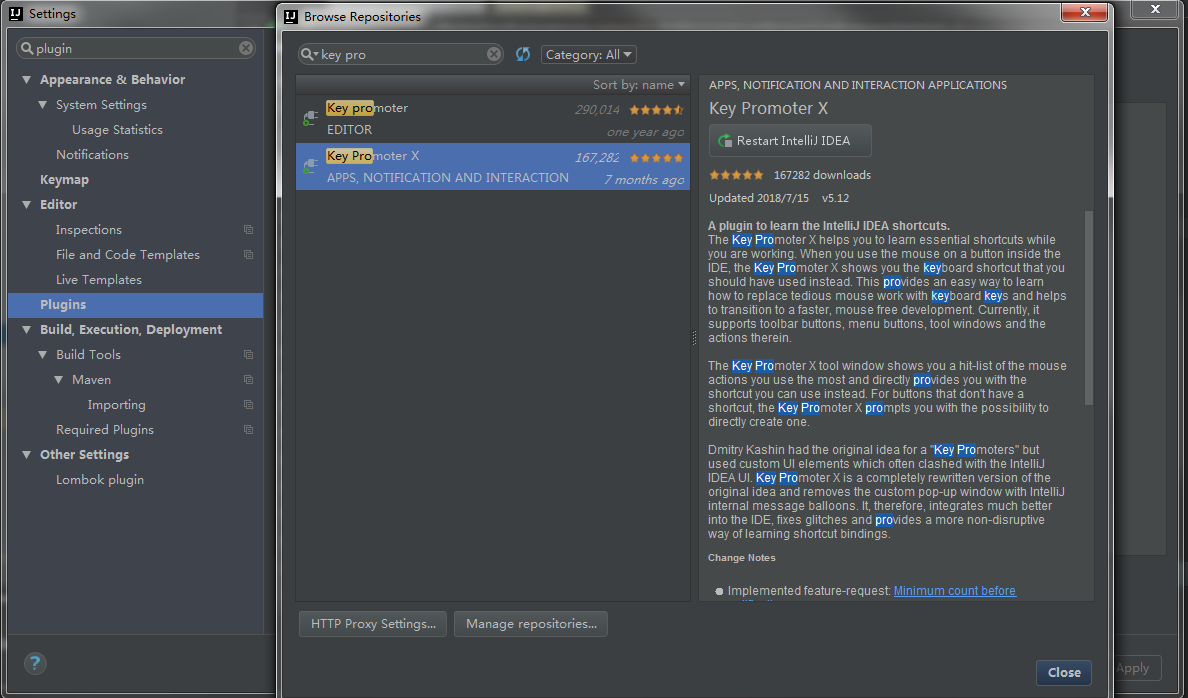 Settings
plugin
Appearance & Behavior
System Settings
Usage Statistics
Notifications
Keymap
Editor
Inspections
File and Code Templates
Live Templates
Plugins
Build, Execution, Deployment
Build Tools
Maven
Importing
Required Plugins
Other Settings
Lombok plugin
?
Browse Repositories
key pro
Category: All
Sort by: name
Key promoter 290,014
EDITOR one year ago
Key Promoter X 167,282
APPS, NOTIFICATION AND INTERACTION 7 months ago
HTTP Proxy Settings...
Manage repositories...
APPS, NOTIFICATION AND INTERACTION APPLICATIONS
Key Promoter X
Restart IntelliJ IDEA
167282 downloads
Updated 2018/7/15 v5.12
A plugin to learn the IntelliJ IDEA shortcuts.
The Key Promoter X helps you to learn essential shortcuts while
you are working. When you use the mouse on a button inside the
IDE, the Key Promoter X shows you the keyboard shortcut that you
should have used instead. This provides an easy way to learn
how to replace tedious mouse work with keyboard keys and helps
to transition to a faster, mouse free development. Currently, it
supports toolbar buttons, menu buttons, tool windows and the
actions therein.
The Key Promoter X tool window shows you a hit-list of the mouse
actions you use the most and directly provides you with the
shortcut you can use instead. For buttons that don't have a
shortcut, the Key Promoter X prompts you with the possibility to
directly create one.
Dmitry Kashin had the original idea for a "Key Promoters" but
used custom UI elements which often clashed with the IntelliJ
IDEA UI. Key Promoter X is a completely rewritten version of the
original idea and removes the custom pop-up window with IntelliJ
internal message balloons. It, therefore, integrates much better
into the IDE, fixes glitches and provides a more non-disruptive
way of learning shortcut bindings.
Change Notes
Implemented feature-request: Minimum count before
Close
Apply